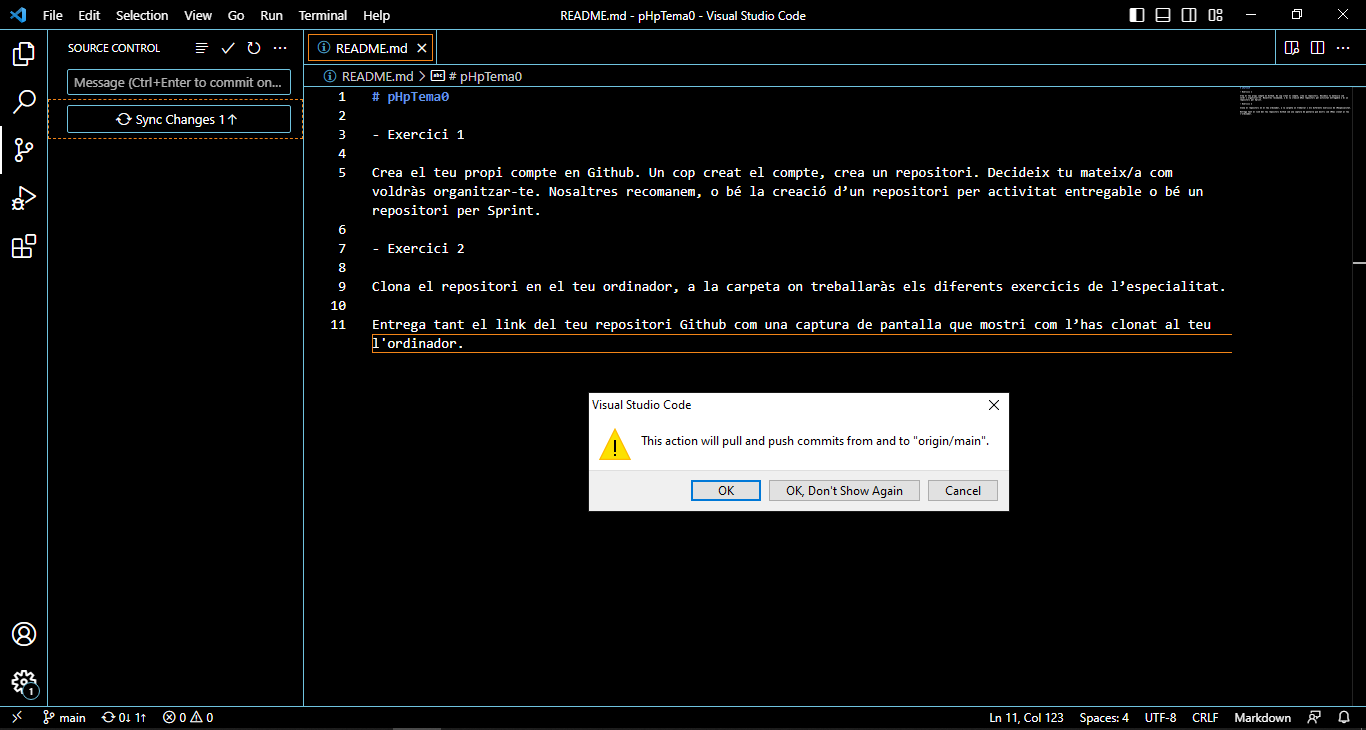 File Edit Selection View Go Run Terminal Help
README.md - pHpTema0 - Visual Studio Code
SOURCE CONTROL
README.md
Message (Ctrl+Enter to commit on...
README.md > # pHpTema0
Sync Changes 1↑
1 # pHpTema0
2
3 - Exercici 1
4
5 Crea el teu propi compte en Github. Un cop creat el compte, crea un repositori. Decideix tu mateix/a com
voldràs organitzar-te. Nosaltres recomanem, o bé la creació d’un repositori per activitat entregable o bé un
repositori per Sprint.
6
7 - Exercici 2
8
9 Clona el repositori en el teu ordinador, a la carpeta on treballaràs els diferents exercicis de l’especialitat.
10
11 Entrega tant el link del teu repositori Github com una captura de pantalla que mostri com l’has clonat al teu
l'ordinador.
Visual Studio Code
This action will pull and push commits from and to "origin/main".
OK
OK, Don't Show Again
Cancel
1
main 0↓ 1↑ 0 0
Ln 11, Col 123 Spaces: 4 UTF-8 CRLF Markdown